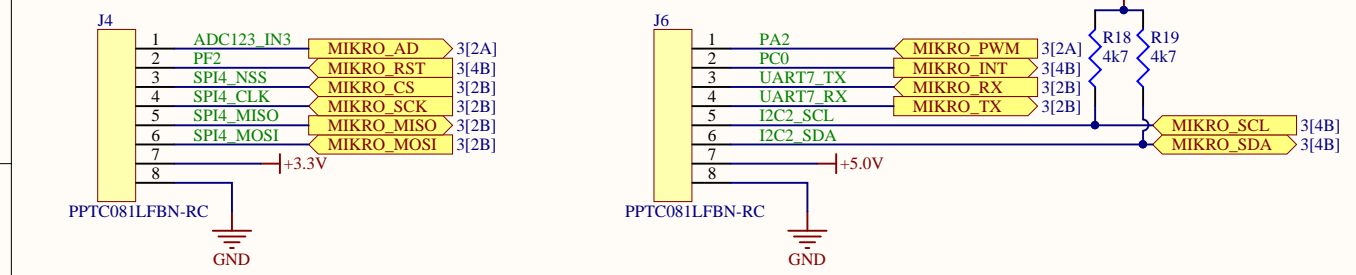 J4
1 ADC123_IN3 MIKRO_AD 3[2A]
2 PF2 MIKRO_RST 3[4B]
3 SPI4_NSS MIKRO_CS 3[2B]
4 SPI4_CLK MIKRO_SCK 3[2B]
5 SPI4_MISO MIKRO_MISO 3[2B]
6 SPI4_MOSI MIKRO_MOSI 3[2B]
7 +3.3V
8
PPTC081LFBN-RC
GND
J6
1 PA2 MIKRO_PWM 3[2A]
2 PC0 MIKRO_INT 3[4B]
3 UART7_TX MIKRO_RX 3[2B]
4 UART7_RX MIKRO_TX 3[2B]
5 I2C2_SCL MIKRO_SCL 3[4B]
6 I2C2_SDA MIKRO_SDA 3[4B]
7 +5.0V
8
PPTC081LFBN-RC
GND
R18 R19
4k7 4k7